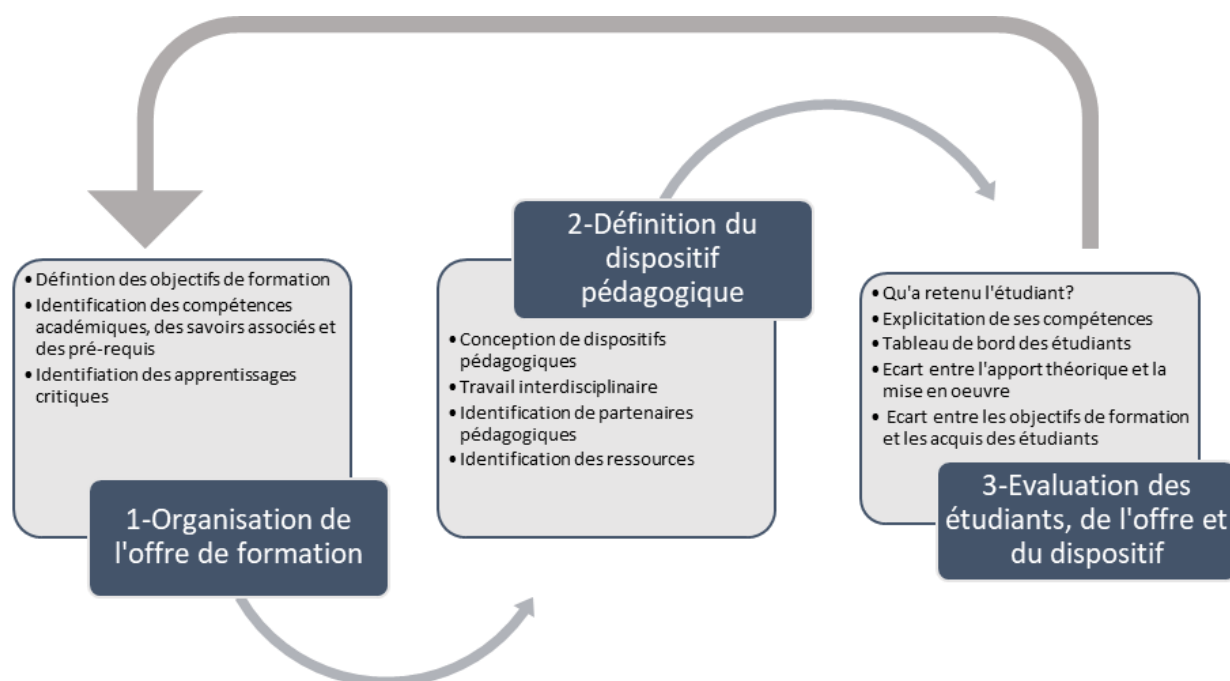 • Défintion des objectifs de formation
• Identification des compétences
académiques, des savoirs associés et
des pré-requis
• Identifiation des apprentissages
critiques
1-Organisation de
l'offre de formation
2-Définition du
dispositif
pédagogique
• Conception de dispositifs
pédagogiques
• Travail interdisciplinaire
• Identification de partenaires
pédagogiques
• Identification des ressources
• Qu'a retenu l'étudiant?
• Explicitation de ses compétences
• Tableau de bord des étudiants
• Ecart entre l'apport théorique et la
mise en oeuvre
• Ecart entre les objectifs de formation
et les acquis des étudiants
3-Evaluation des
étudiants, de l'offre et
du dispositif